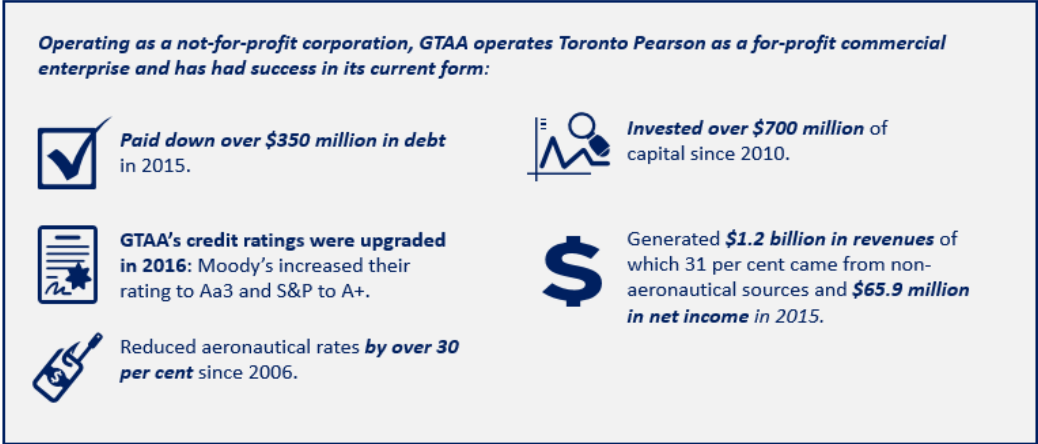 Operating as a not-for-profit corporation, GTAA operates Toronto Pearson as a for-profit commercial
enterprise and has had success in its current form:
Paid down over $350 million in debt
in 2015.
GTAA's credit ratings were upgraded
in 2016: Moody's increased their
rating to Aa3 and S&P to A+.
Reduced aeronautical rates by over 30
per cent since 2006.
Invested over $700 million of
capital since 2010.
Generated $1.2 billion in revenues of
which 31 per cent came from non-
aeronautical sources and $65.9 million
in net income in 2015.